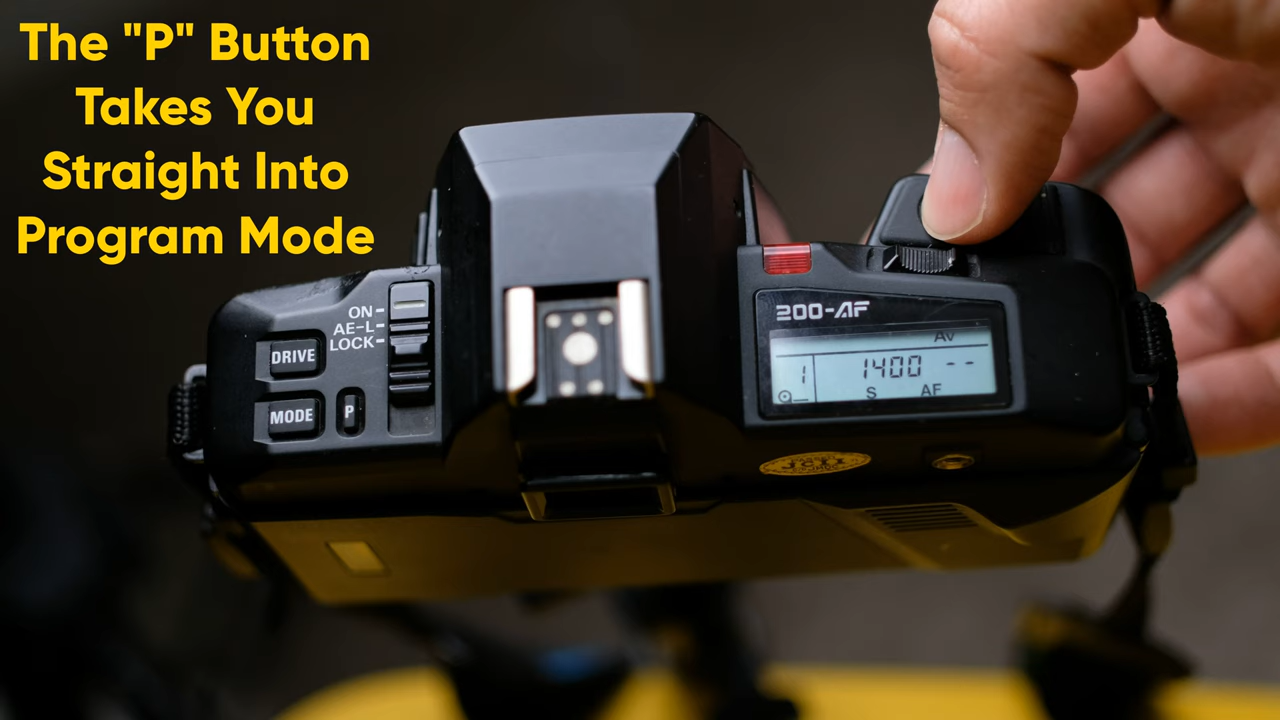 The "P" Button
Takes You
Straight Into
Program Mode
ON
AE-L
LOCK
DRIVE
MODE
P
200-AF
Av
1 1400 --
S AF
JCII